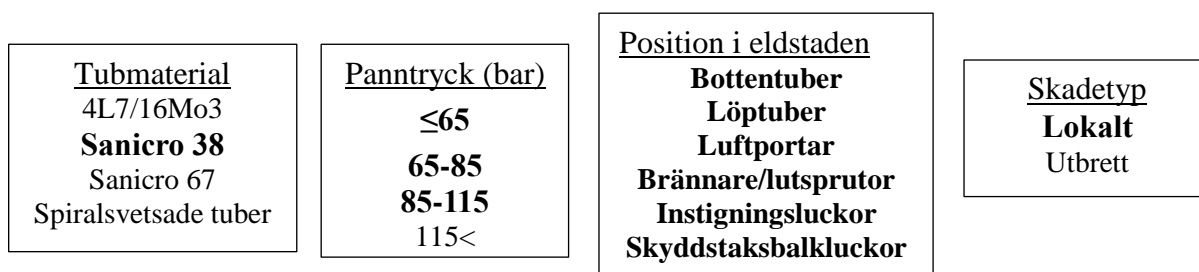 Tubmaterial
4L7/16Mo3
Sanicro 38
Sanicro 67
Spiralsvetsade tuber
Panntryck (bar)
≤65
65-85
85-115
115<
Position i eldstaden
Bottentuber
Löptuber
Luftportar
Brännare/lutsprutor
Instigningsluckor
Skyddstaksbalkluckor
Skadetyp
Lokalt
Utbrett